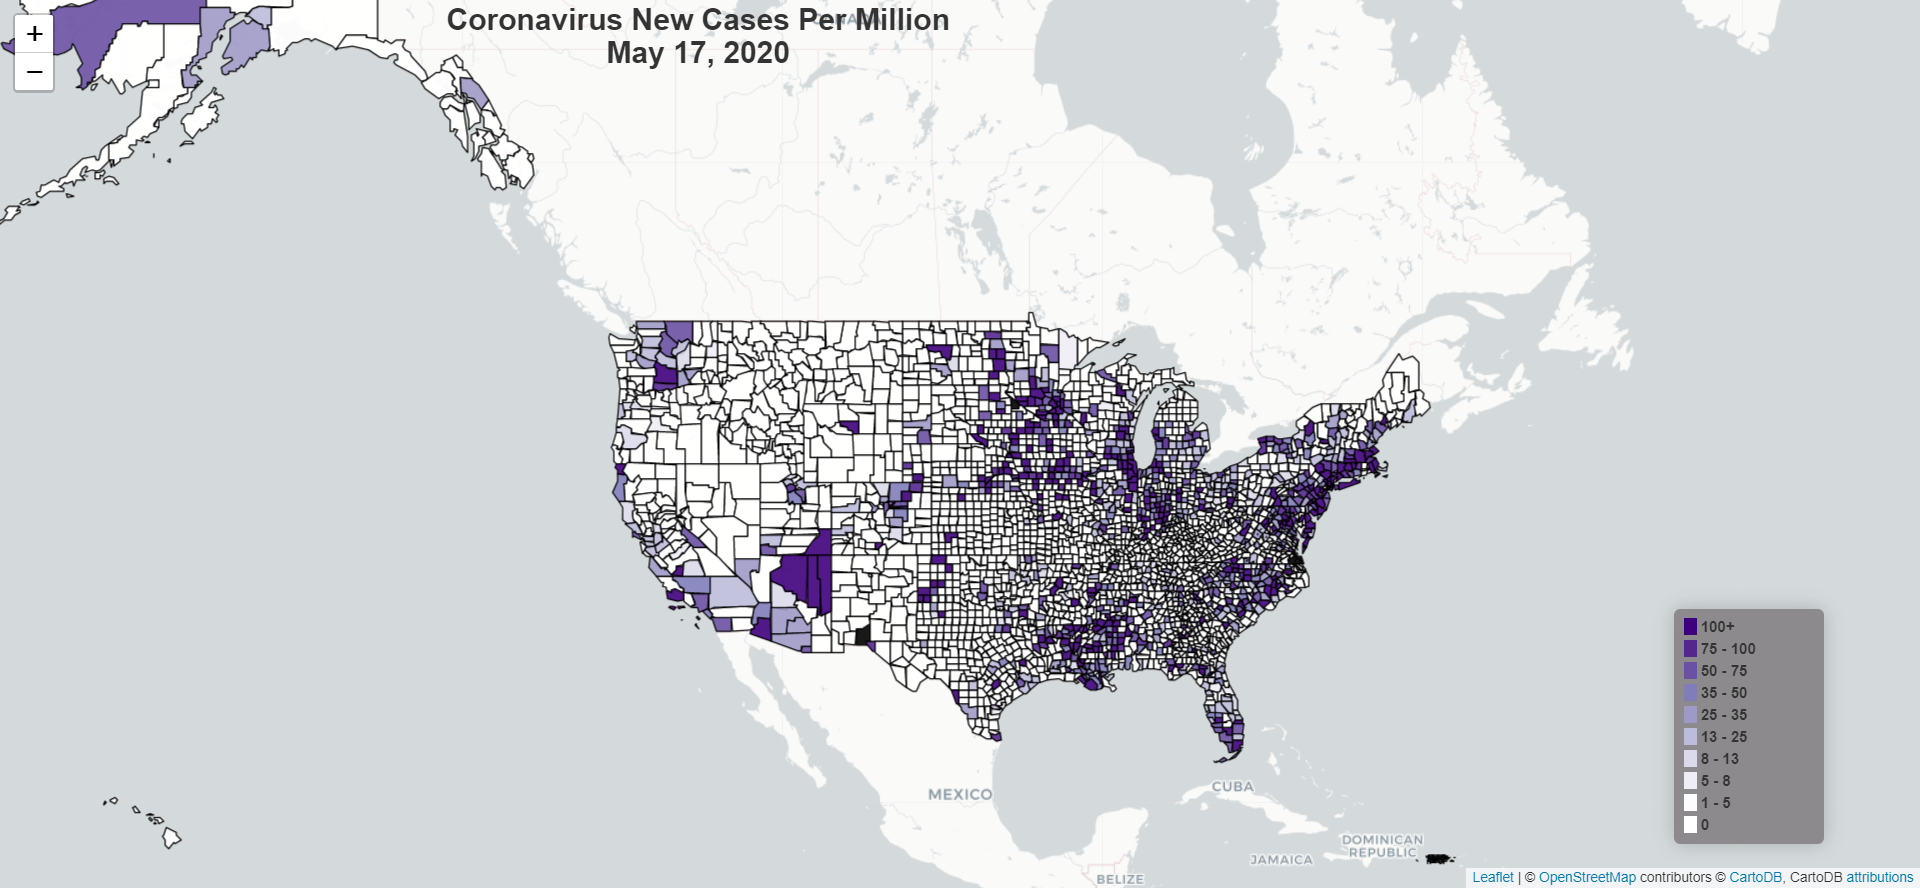 +
−
Coronavirus New Cases Per Million
May 17, 2020
CANADA
MEXICO
CUBA
DOMINICAN
REPUBLIC
JAMAICA
BELIZE
100+
75 - 100
50 - 75
35 - 50
25 - 35
13 - 25
8 - 13
5 - 8
1 - 5
0
Leaflet | © OpenStreetMap contributors © CartoDB, CartoDB attributions